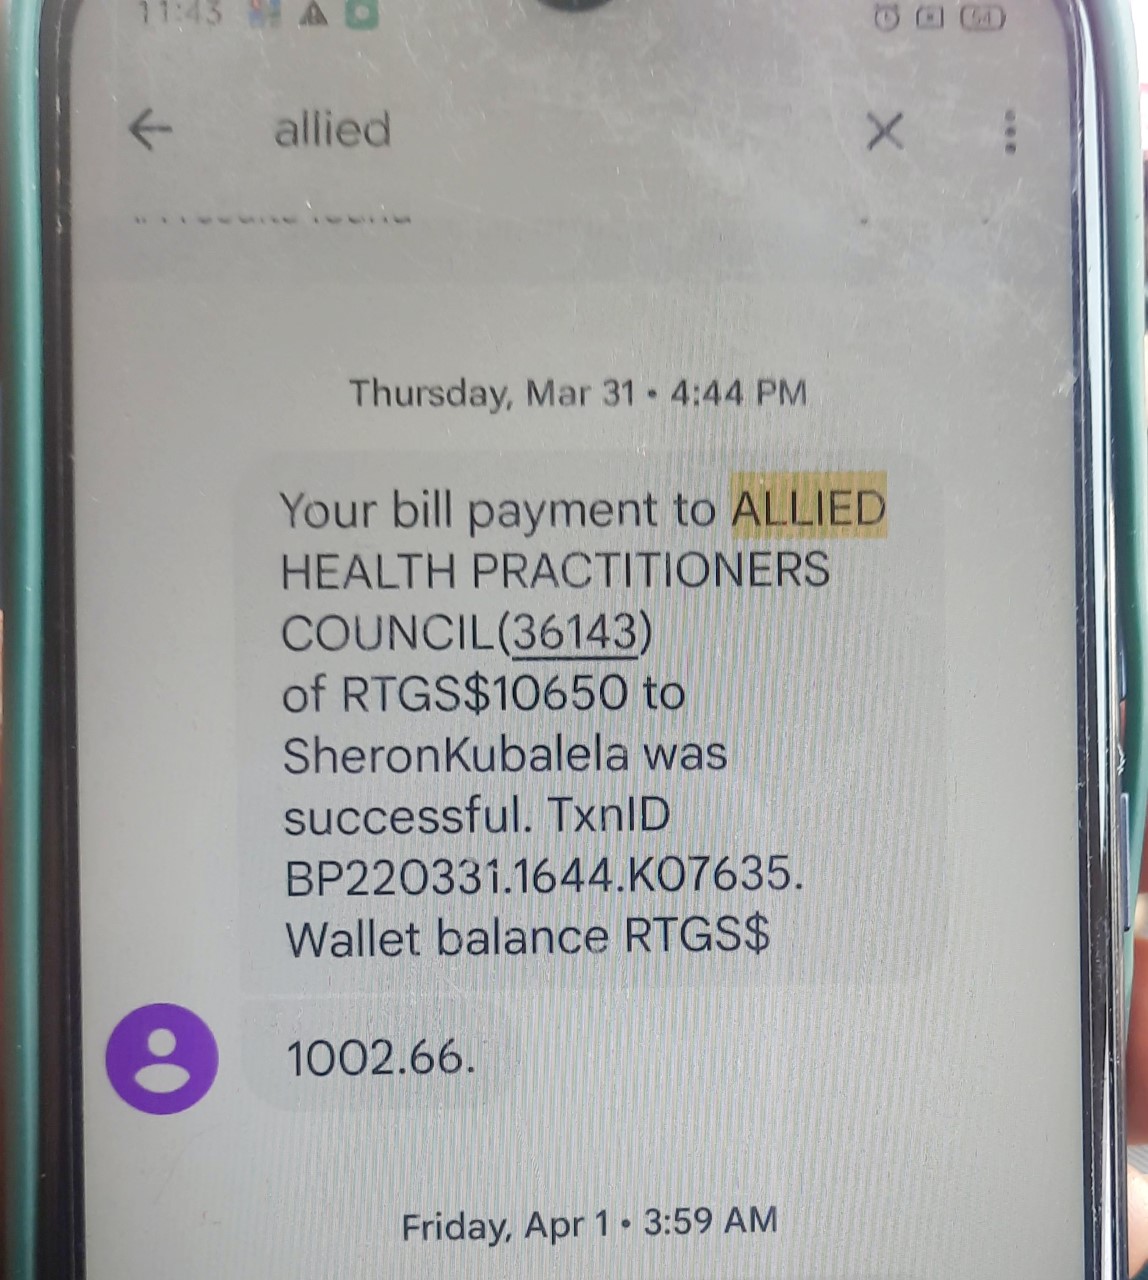 11:43
54
allied
Thursday, Mar 31 • 4:44 PM
Your bill payment to ALLIED
HEALTH PRACTITIONERS
COUNCIL(36143)
of RTGS$10650 to
SheronKubalela was
successful. TxnID
BP220331.1644.K07635.
Wallet balance RTGS$
1002.66.
Friday, Apr 1 • 3:59 AM